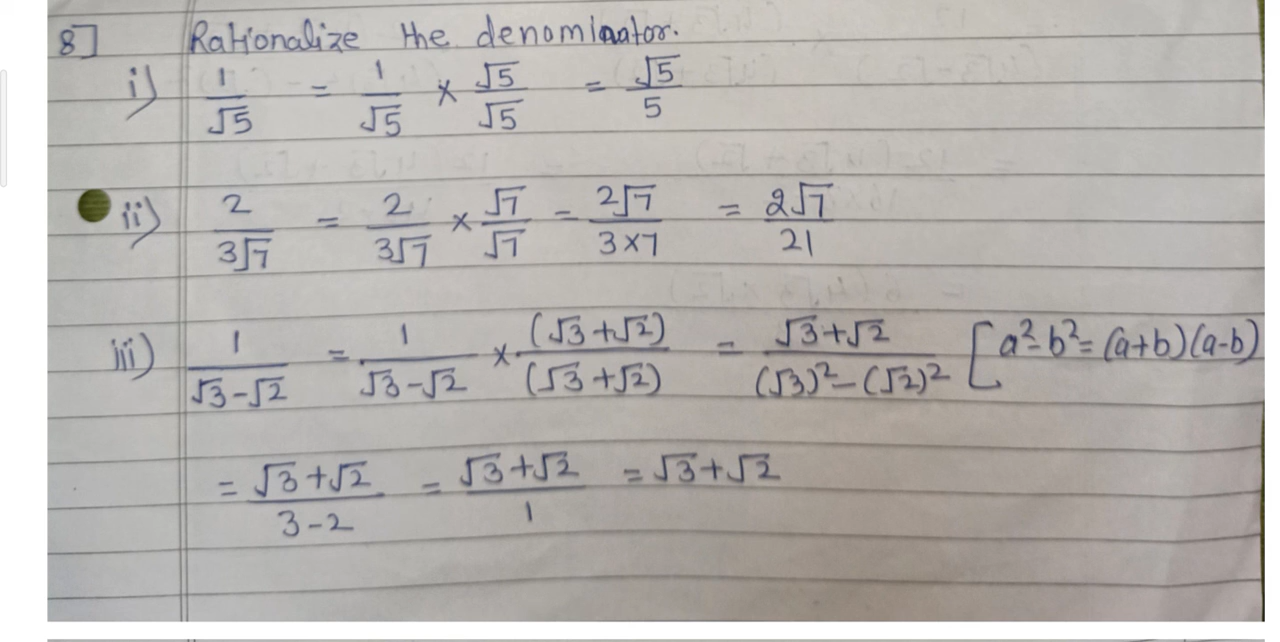 8] Rationalize the denominator.
i) 1/√5 = 1/√5 × √5/√5 = √5/5
ii) 2/3√7 = 2/3√7 × √7/√7 = 2√7/3×7 = 2√7/21
iii) 1/√3-√2 = 1/√3-√2 × (√3+√2)/(√3+√2) = √3+√2/(√3)²-(√2)² [a²-b²=(a+b)(a-b)
= √3+√2/3-2 = √3+√2/1 = √3+√2